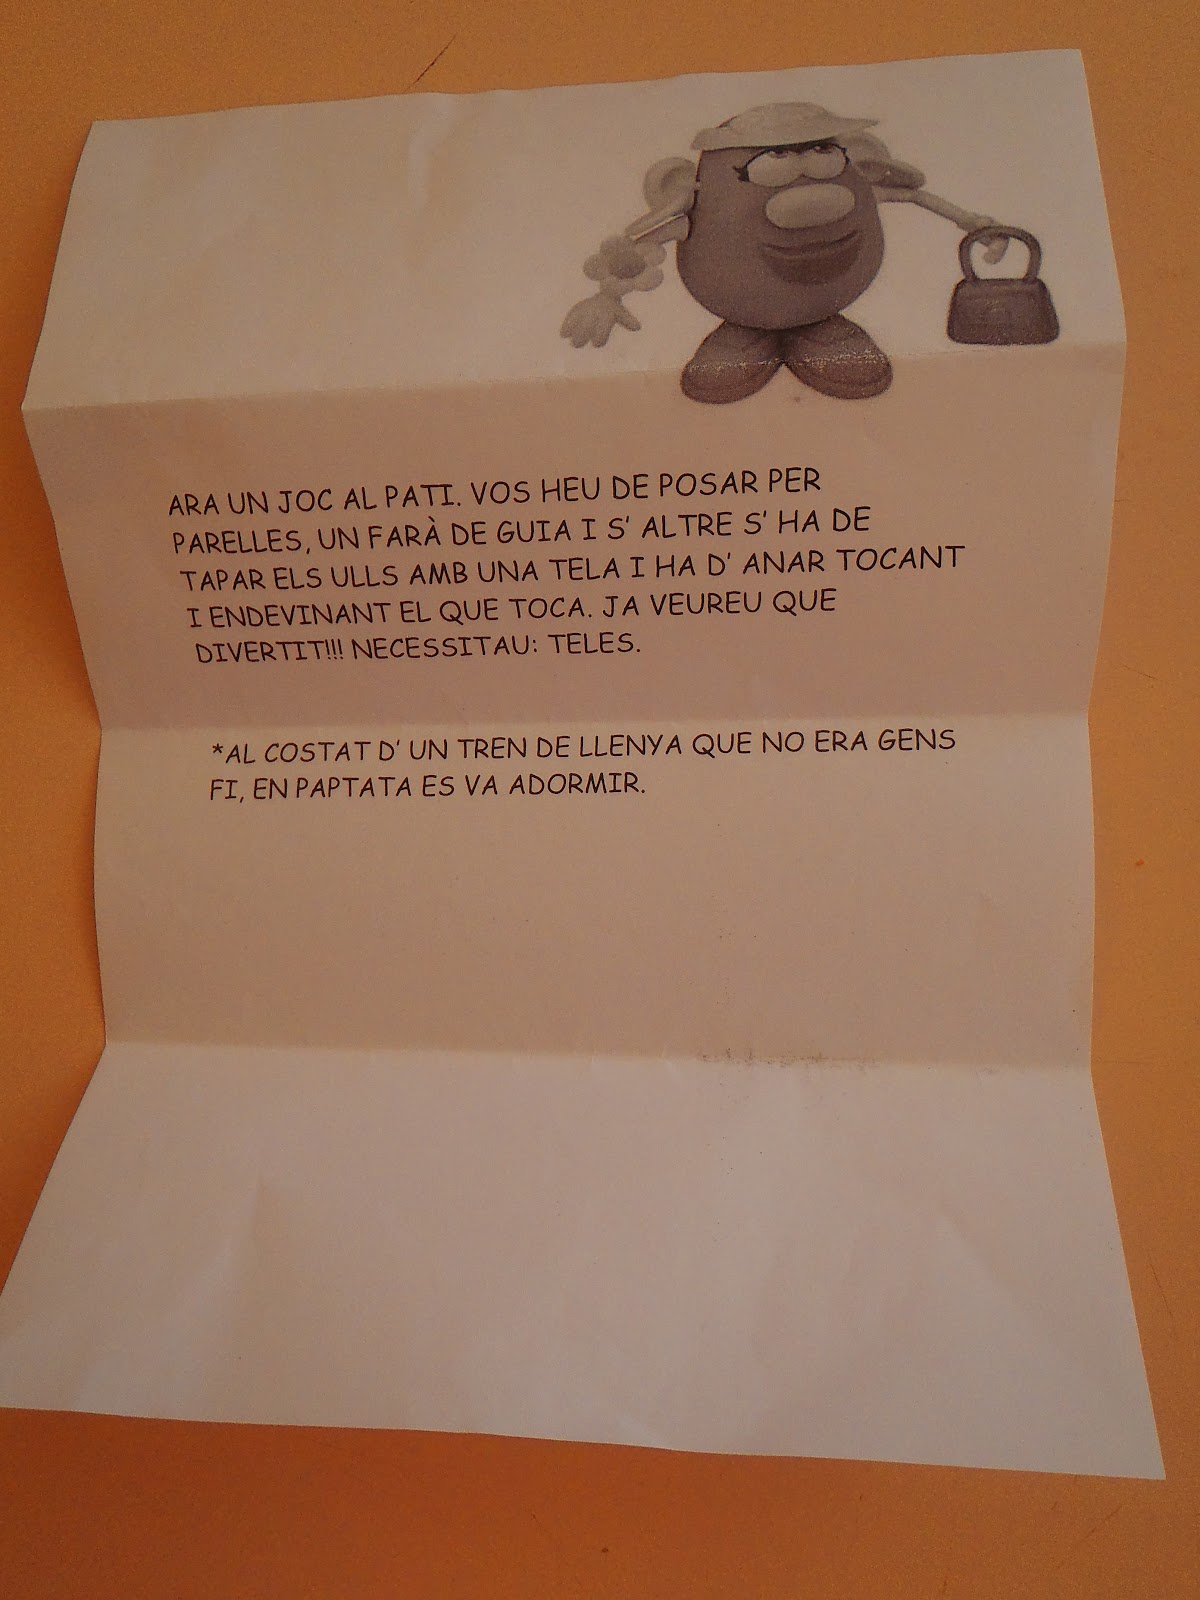 ARA UN JOC AL PATI. VOS HEU DE POSAR PER
PARELLES, UN FARÀ DE GUIA I S' ALTRE S' HA DE
TAPAR ELS ULLS AMB UNA TELA I HA D' ANAR TOCANT
I ENDEVINANT EL QUE TOCA. JA VEUREU QUE
DIVERTIT!!! NECESSITAU: TELES.
*AL COSTAT D' UN TREN DE LLENYA QUE NO ERA GENS
FI, EN PAPTATA ES VA ADORMIR.